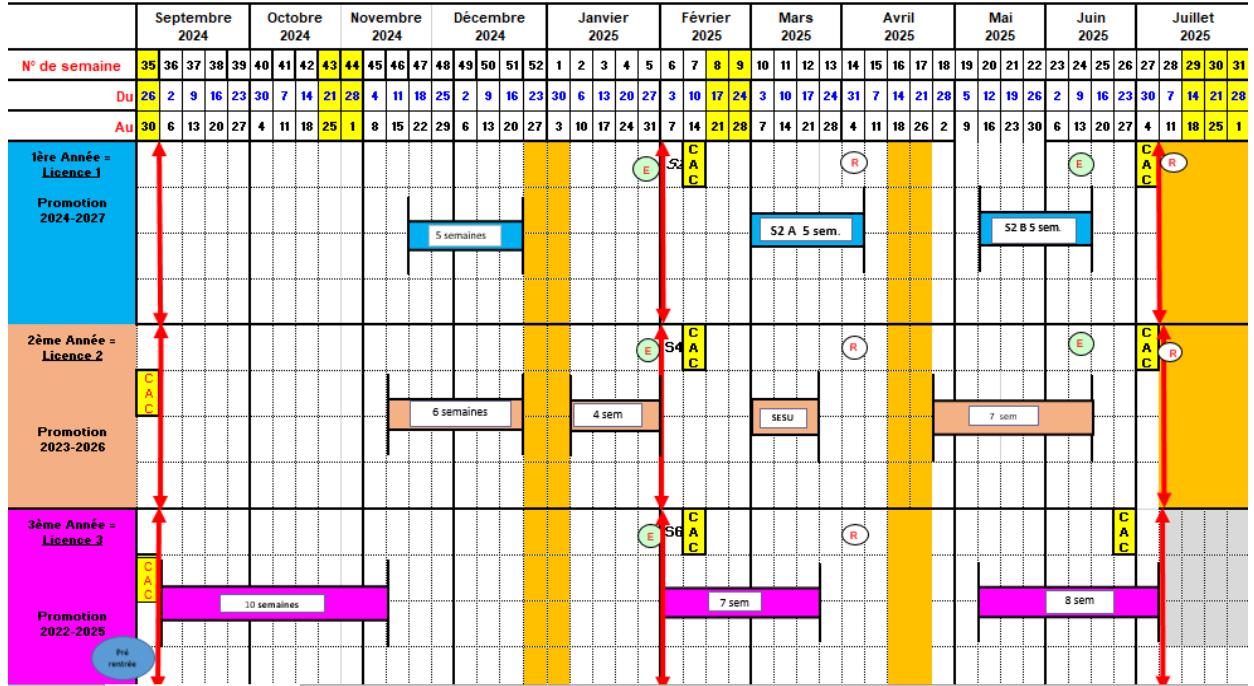 Septembre 2024 Octobre 2024 Novembre 2024 Décembre 2024 Janvier 2025 Février 2025 Mars 2025 Avril 2025 Mai 2025 Juin 2025 Juillet 2025
N° de semaine 35 36 37 38 39 40 41 42 43 44 45 46 47 48 49 50 51 52 1 2 3 4 5 6 7 8 9 10 11 12 13 14 15 16 17 18 19 20 21 22 23 24 25 26 27 28 29 30 31
Du 26 2 9 16 23 30 7 14 21 28 4 11 18 25 2 9 16 23 30 6 13 20 27 3 10 17 24 3 10 17 24 31 7 14 21 28 5 12 19 26 2 9 16 23 30 7 14 21 28
Au 30 6 13 20 27 4 11 18 25 1 8 15 22 29 6 13 20 27 3 10 17 24 31 7 14 21 28 7 14 21 28 4 11 18 26 2 9 16 23 30 6 13 20 27 4 11 18 25 1
1ère Année =
Licence 1
E S2 CAC R E CAC R
Promotion
2024-2027
5 semaines S2 A 5 sem. S2 B 5 sem.
2ème Année =
Licence 2
E S4 CAC R E CAC R
CAC
6 semaines 4 sem SESU 7 sem
Promotion
2023-2026
3ème Année =
Licence 3
E S6 CAC R CAC
CAC
10 semaines 7 sem 8 sem
Promotion
2022-2025
Pré
rentrée